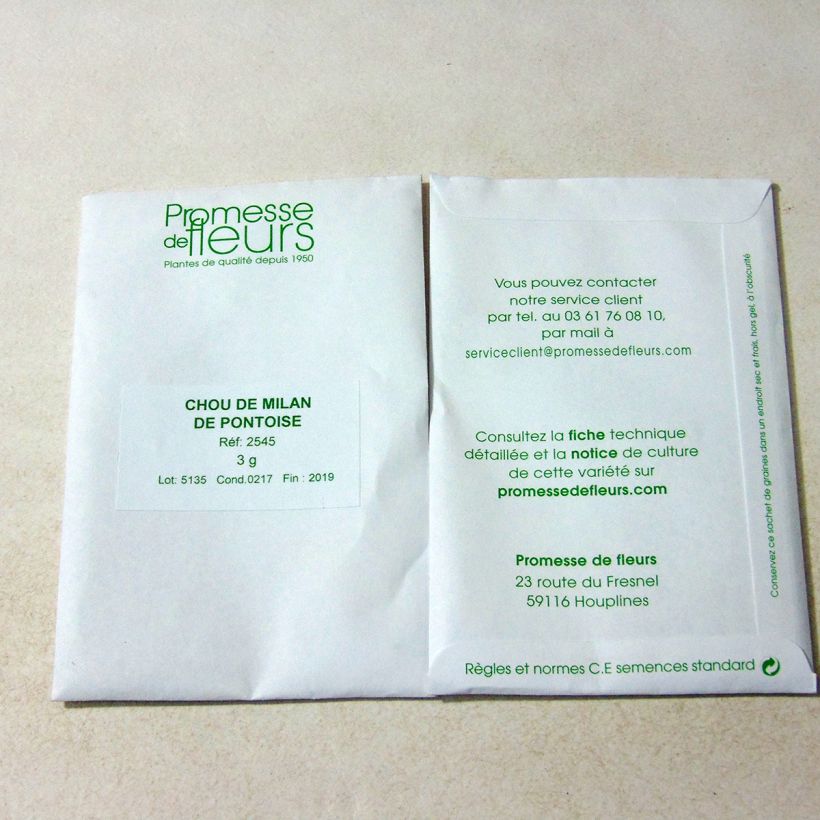 Promesse
de fleurs
Plantes de qualité depuis 1950
CHOU DE MILAN
DE PONTOISE
Réf: 2545
3 g
Lot: 5135 Cond.0217 Fin : 2019
Vous pouvez contacter
notre service client
par tel. au 03 61 76 08 10,
par mail à
serviceclient@promessedefleurs.com
Consultez la fiche technique
détaillée et la notice de culture
de cette variété sur
promessedefleurs.com
Promesse de fleurs
23 route du Fresnel
59116 Houplines
Règles et normes C.E semences standard
Conservez ce sachet de graines dans un endroit sec et frais, hors gel, à l'obscurité